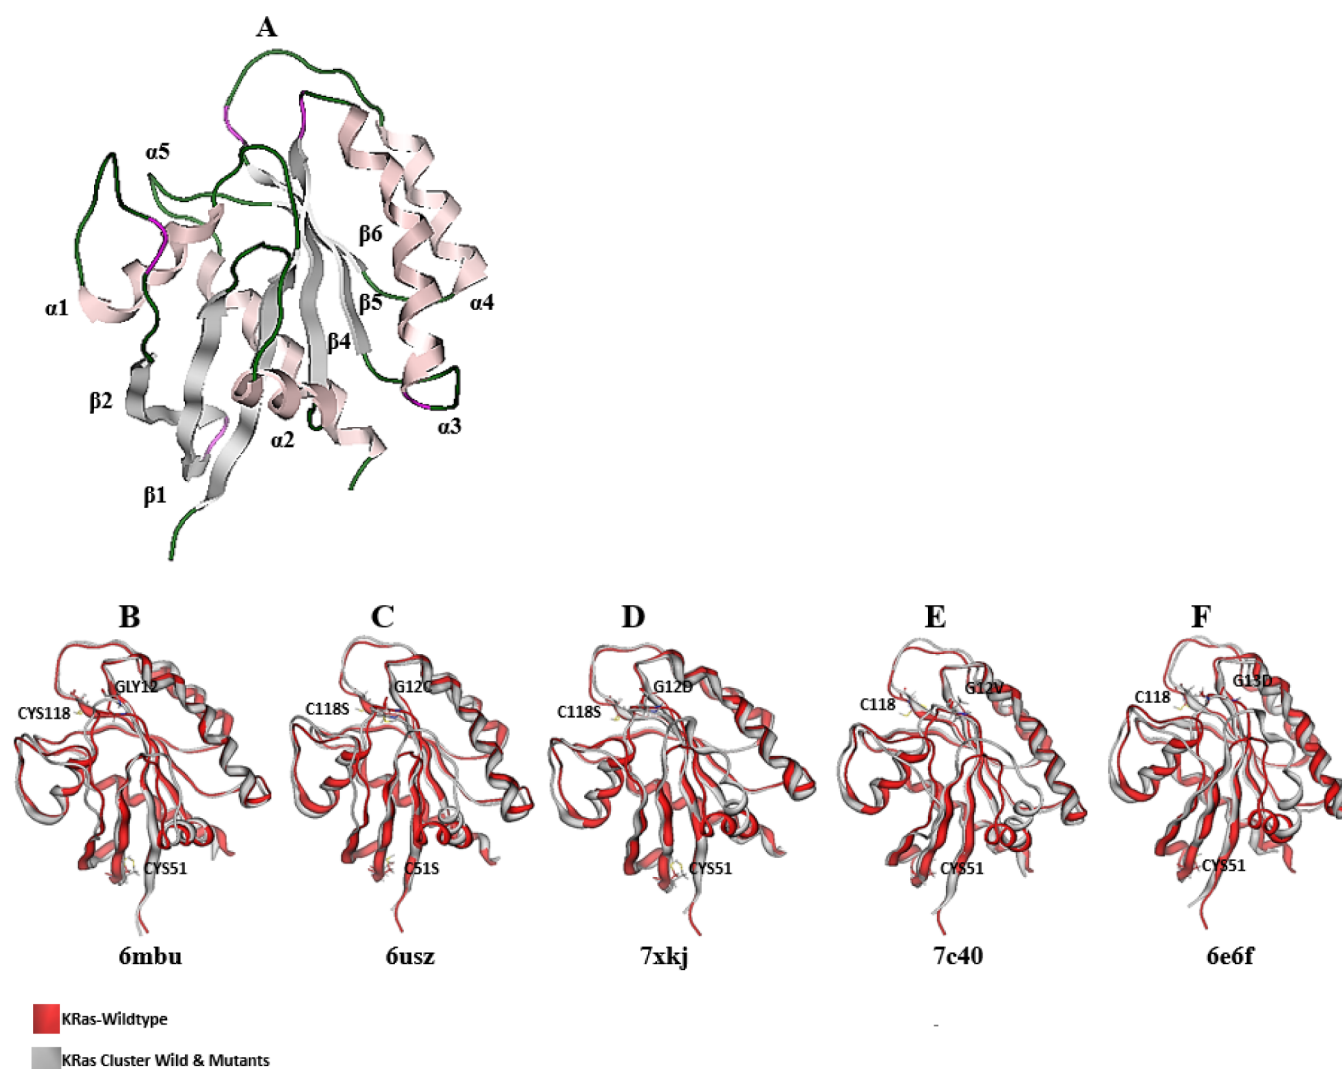 A
α5
β6
α1
β5
α4
β4
β2
α2
α3
β1
B
C
D
E
F
GLY12
CYS118
CYS51
G12C
C118S
C51S
G12D
C118S
CYS51
G12V
C118
CYS51
G13D
C118
CYS51
6mbu
6usz
7xkj
7c40
6e6f
KRas-Wildtype
KRas Cluster Wild & Mutants